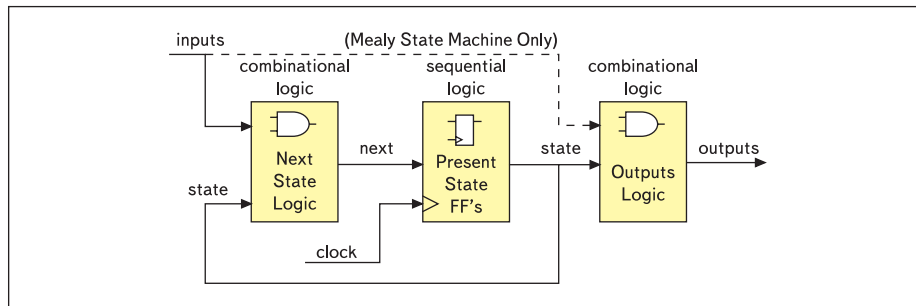 inputs
(Mealy State Machine Only)
combinational
logic
sequential
logic
combinational
logic
Next
State
Logic
next
Present
State
FF's
state
Outputs
Logic
outputs
state
clock